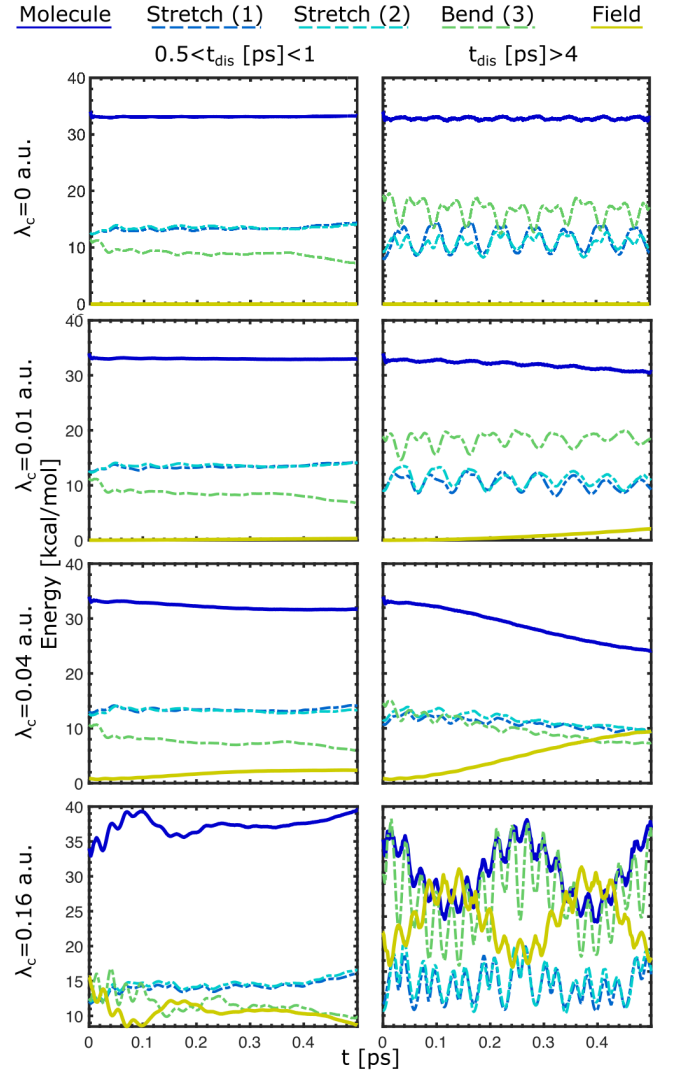 Molecule Stretch (1) Stretch (2) Bend (3) Field
0.5<t_dis [ps]<1 t_dis [ps]>4
λ_c=0 a.u.
40
30
20
10
0
λ_c=0.01 a.u.
40
30
20
10
0
Energy [kcal/mol]
λ_c=0.04 a.u.
40
30
20
10
0
λ_c=0.16 a.u.
40
35
30
25
20
15
10
0 0.1 0.2 0.3 0.4 0 0.1 0.2 0.3 0.4
t [ps]